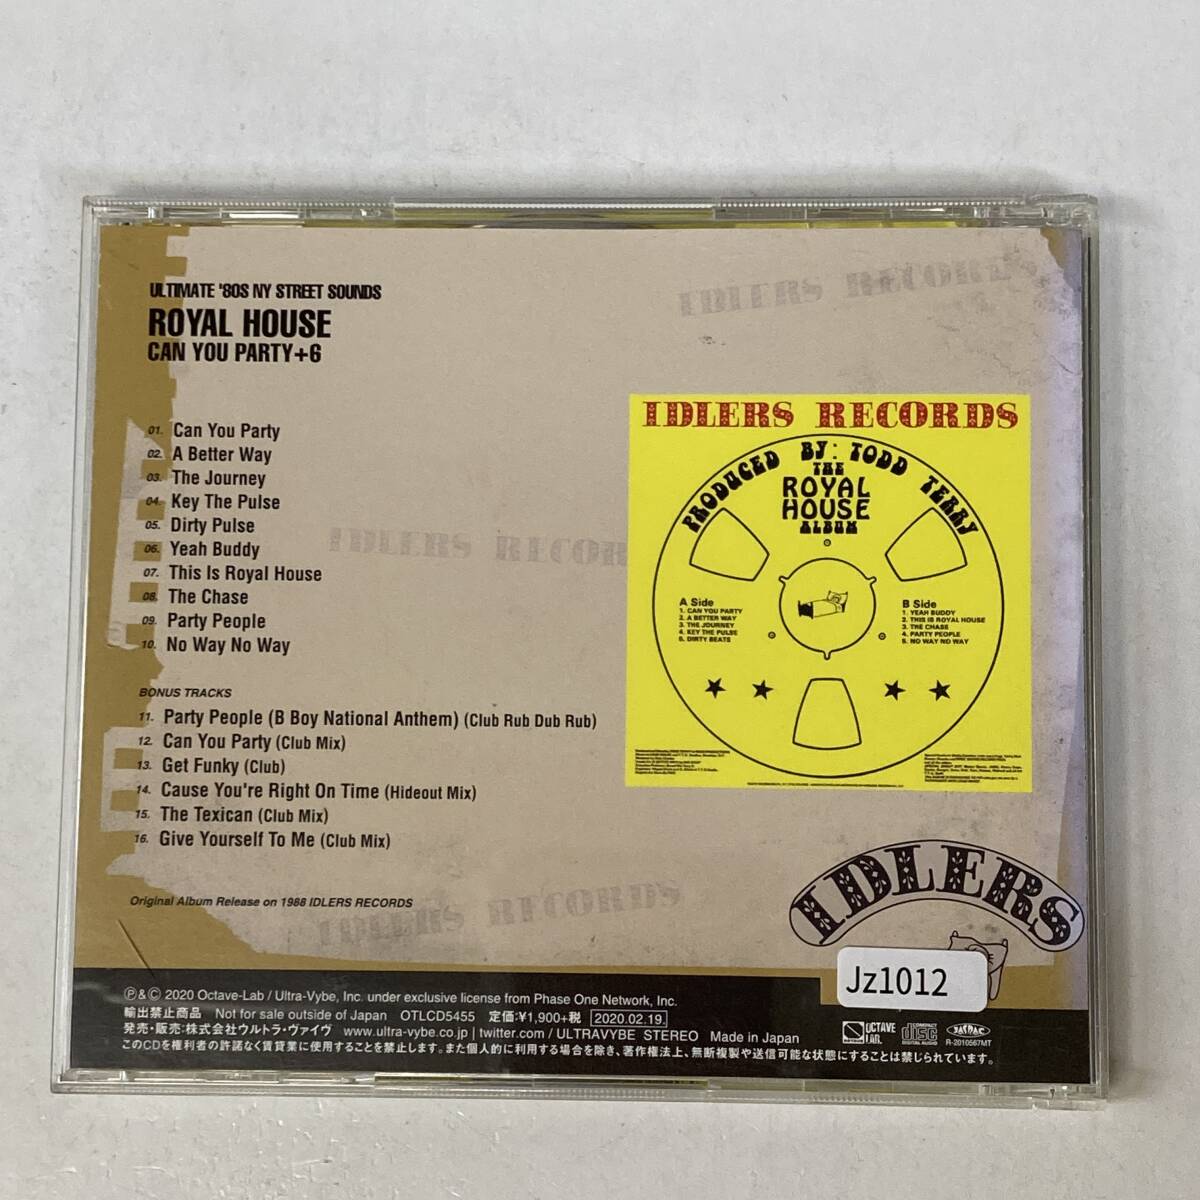 ULTIMATE '80S NY STREET SOUNDS
ROYAL HOUSE
CAN YOU PARTY+6
01. Can You Party
02. A Better Way
03. The Journey
04. Key The Pulse
05. Dirty Pulse
06. Yeah Buddy
07. This Is Royal House
08. The Chase
09. Party People
10. No Way No Way
BONUS TRACKS
11. Party People (B Boy National Anthem) (Club Rub Dub Rub)
12. Can You Party (Club Mix)
13. Get Funky (Club)
14. Cause You're Right On Time (Hideout Mix)
15. The Texican (Club Mix)
16. Give Yourself To Me (Club Mix)
Original Album Release on 1988 IDLERS RECORDS
IDLERS RECORDS
IDLERS RECOR
IDLERS RECORDS
IDLERS RECORDS
PRODUCED BY: TODD TERRY
THE
ROYAL
HOUSE
ALBUM
A Side
1. CAN YOU PARTY
2. A BETTER WAY
3. THE JOURNEY
4. KEY THE PULSE
5. DIRTY BEATS
B Side
1. YEAH BUDDY
2. THIS IS ROYAL HOUSE
3. THE CHASE
4. PARTY PEOPLE
5. NO WAY NO WAY
IDLERS
Jz1012
℗&© 2020 Octave-Lab / Ultra-Vybe, Inc. under exclusive license from Phase One Network, Inc.
輸出禁止商品 Not for sale outside of Japan OTLCD5455 定価:¥1,900+税 2020.02.19.
発売・販売:株式会社ウルトラ・ヴァイヴ www.ultra-vybe.co.jp | twitter.com / ULTRAVYBE STEREO Made in Japan
このCDを権利者の許諾なく賃貸業に使用することを禁止します。また個人的に利用する場合を除き、著作権法上、無断複製や送信可能な状態にすることは禁じられています。
OCTAVE
LAB.
COMPACT
disc
DIGITAL AUDIO
JASRAC
R-2010567MT